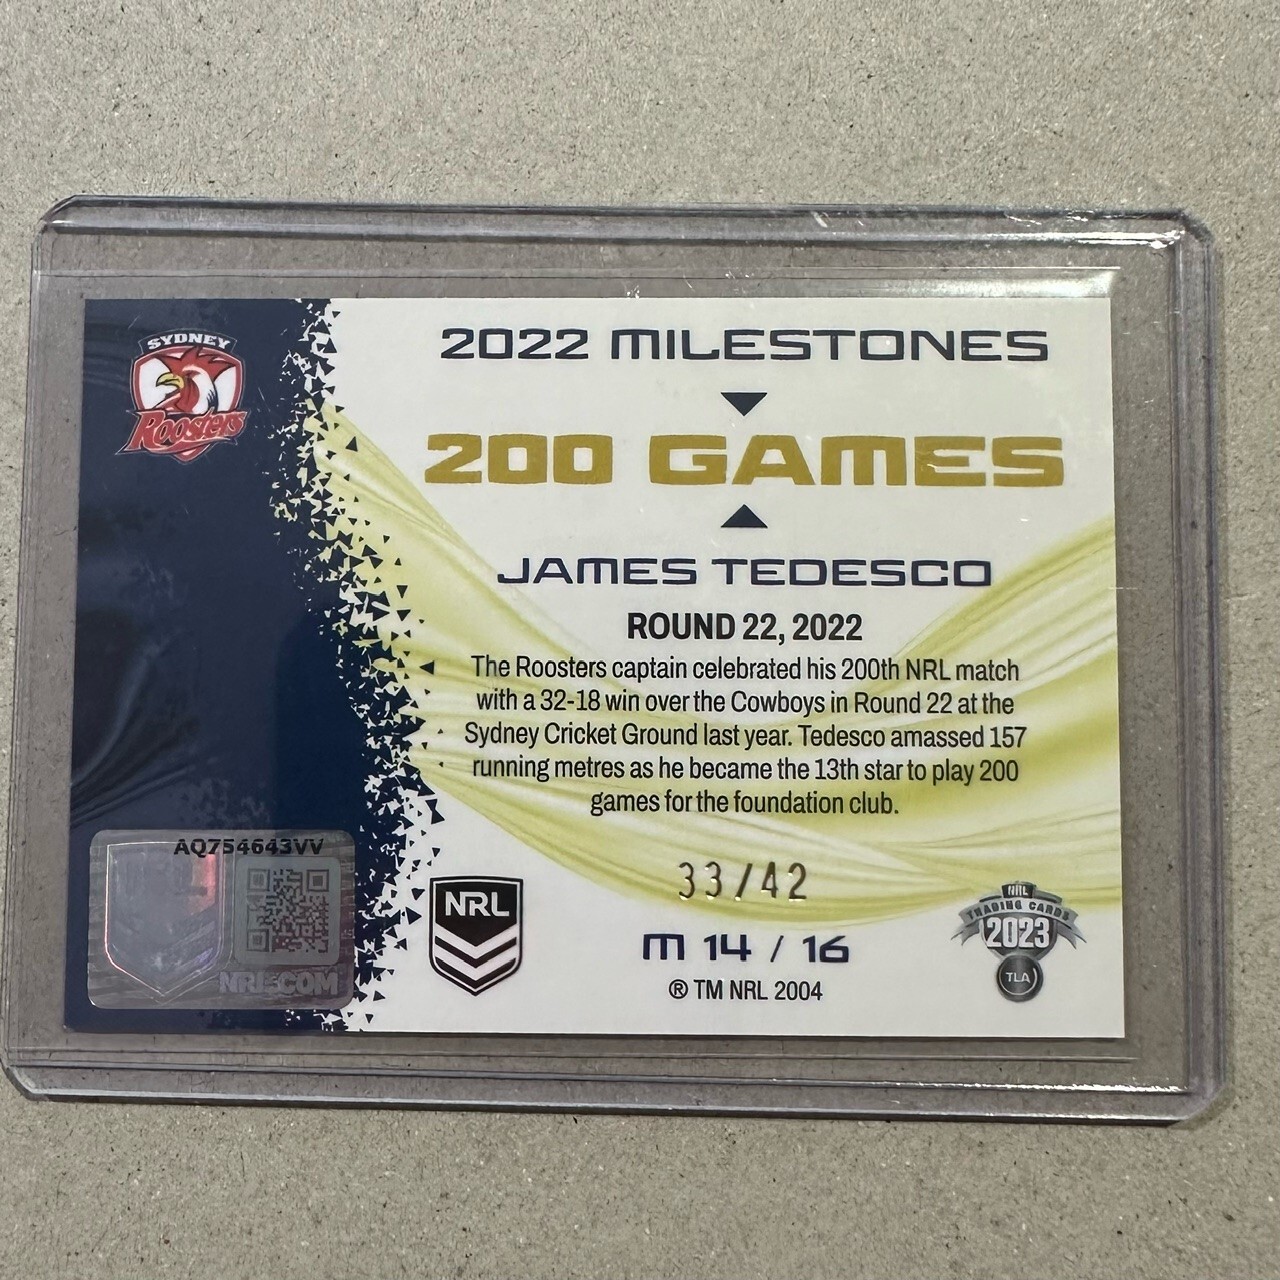 SYDNEY
Roosters
2022 MILESTONES
200 GAMES
JAMES TEDESCO
ROUND 22, 2022
The Roosters captain celebrated his 200th NRL match
with a 32-18 win over the Cowboys in Round 22 at the
Sydney Cricket Ground last year. Tedesco amassed 157
running metres as he became the 13th star to play 200
games for the foundation club.
33/42
M 14 / 16
® TM NRL 2004
AQ754643VV
NRL.COM
NRL
NRL
TRADING CARDS
2023
TLA